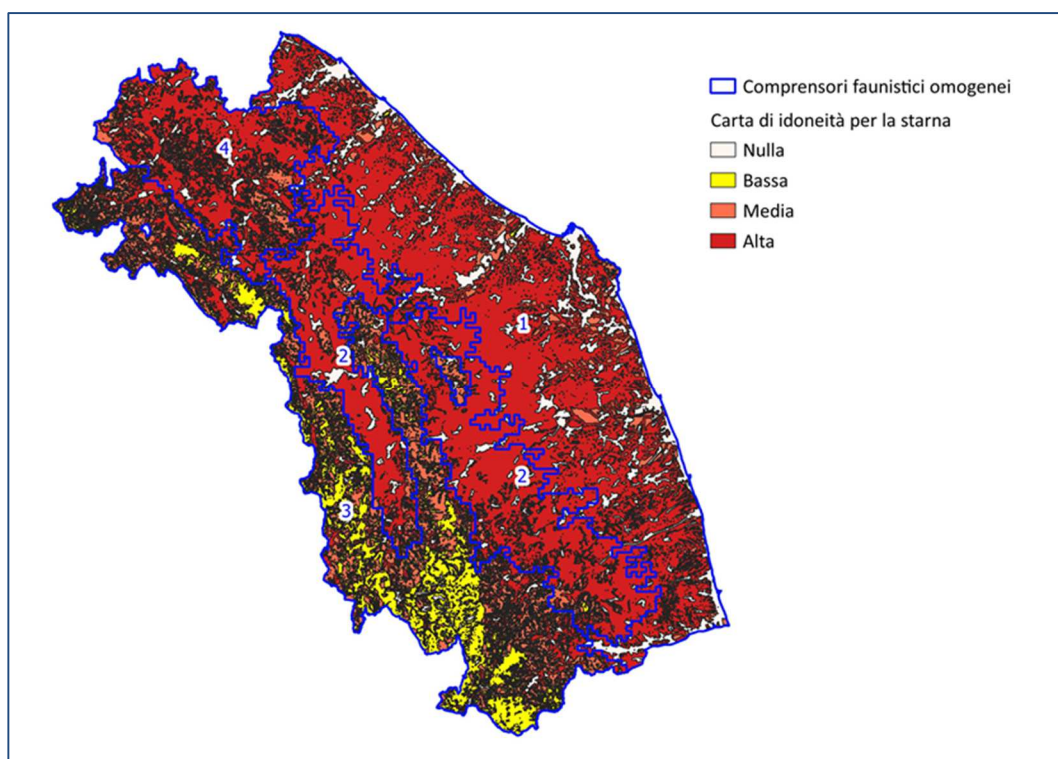 Comprensori faunistici omogenei
Carta di idoneità per la starna
Nulla
Bassa
Media
Alta
4
1
2
2
3